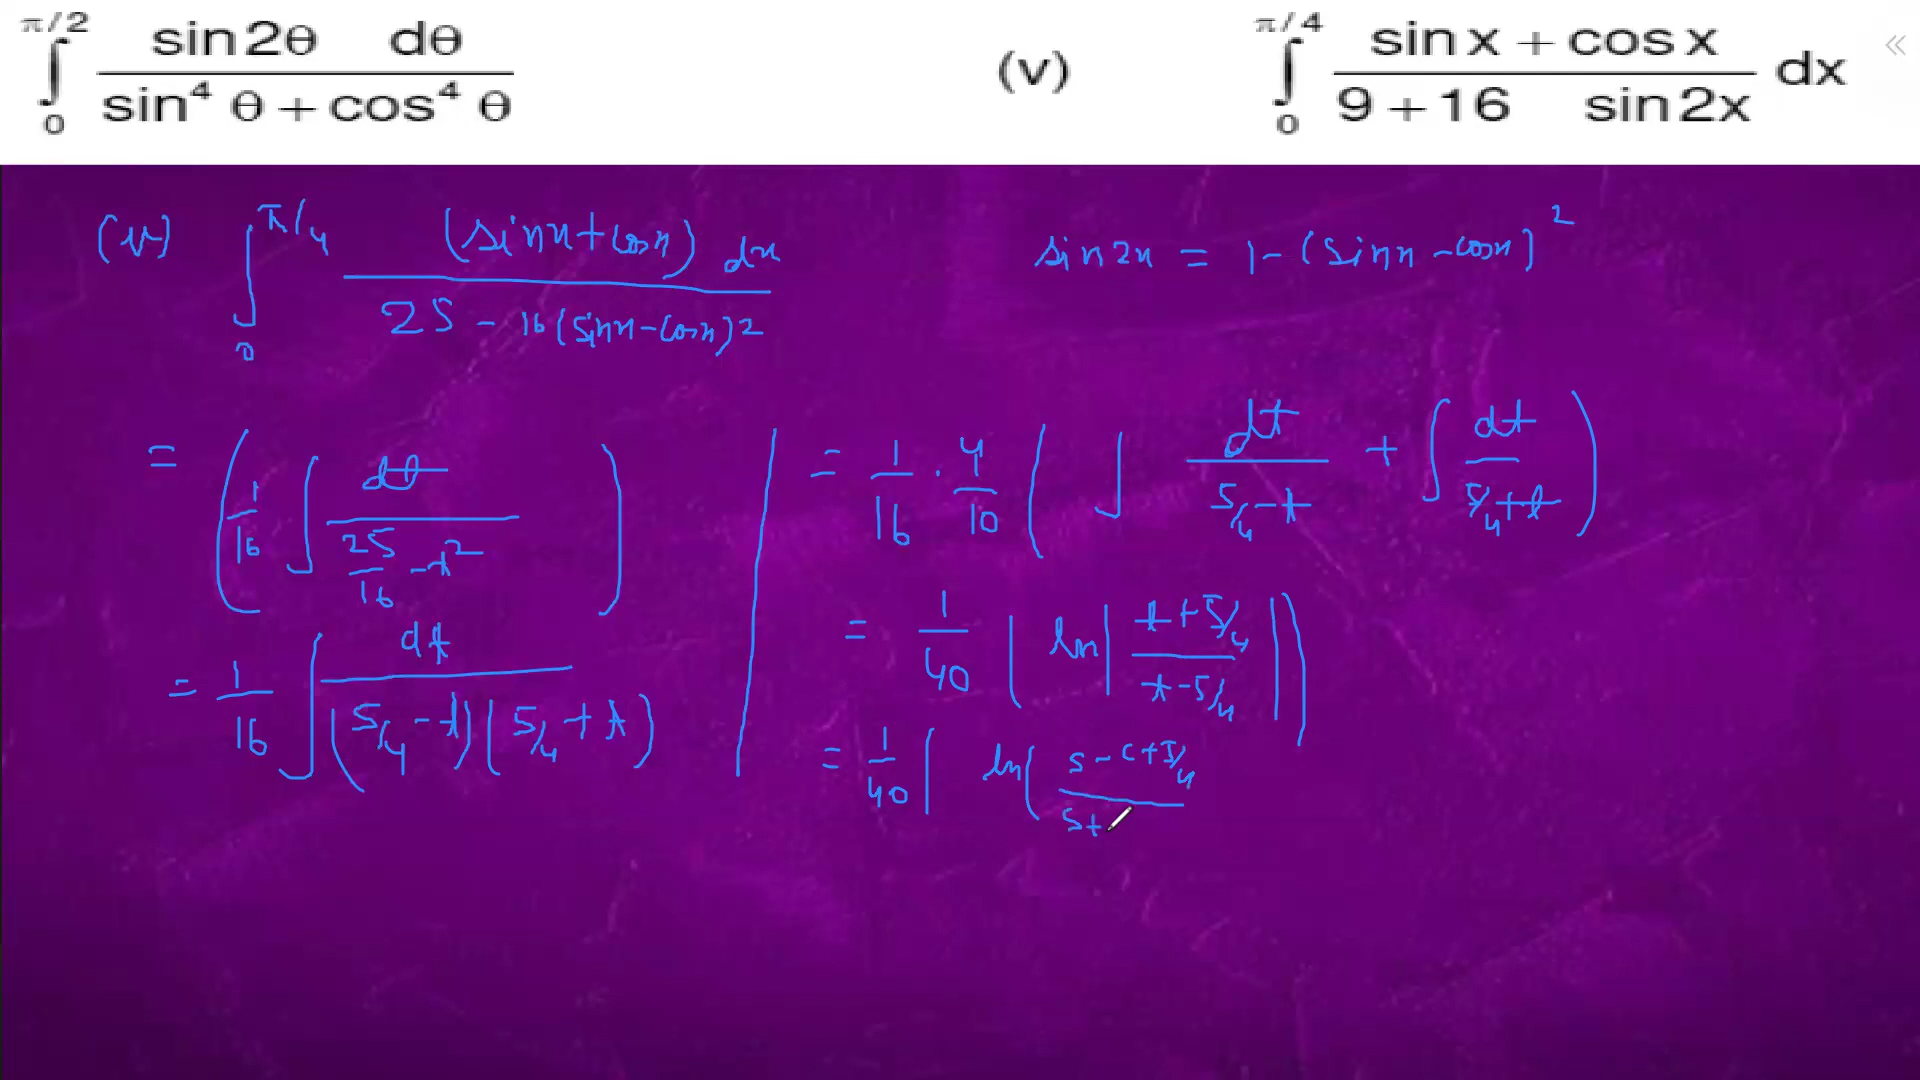 ∫₀^{π/2} sin2θ dθ / (sin⁴ θ + cos⁴ θ)
(v) ∫₀^{π/4} (sin x + cos x) / (9 + 16 sin2x) dx
«
(v) ∫₀^{π/4} (sinx + cosx) dx / (25 - 16(sinx - cosx)²)
sin2x = 1 - (sinx - cosx)²
= (1/16 ∫ dt / (25/16 - t²))
= 1/16 ∫ dt / ((5/4 - t)(5/4 + t))
= 1/16 · 4/10 (∫ dt / (5/4 - t) + ∫ dt / (5/4 + t))
= 1/40 ( ln | (t + 5/4) / (t - 5/4) | )
= 1/40 ( ln ( (s - c + 5/4) / (s +